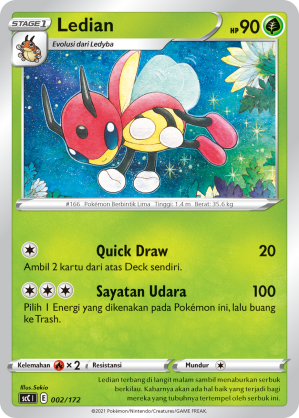 STAGE 1 Ledian HP 90
Evolusi dari Ledyba
#166 Pokémon Berbintik Lima Tinggi: 1.4 m Berat: 35.6 kg
Quick Draw 20
Ambil 2 kartu dari atas Deck sendiri.
Sayatan Udara 100
Pilih 1 Energi yang dikenakan pada Pokémon ini, lalu buang
ke Trash.
Kelemahan × 2 Resistansi Mundur
Illus. Sekio
Ledian terbang di langit malam sambil menaburkan serbuk
berkilau. Kabarnya akan ada hal baik yang terjadi bagi
mereka yang tubuhnya tertempel oleh serbuk ini.
SC1 I E 002/172
©2021 Pokémon/Nintendo/Creatures/GAME FREAK